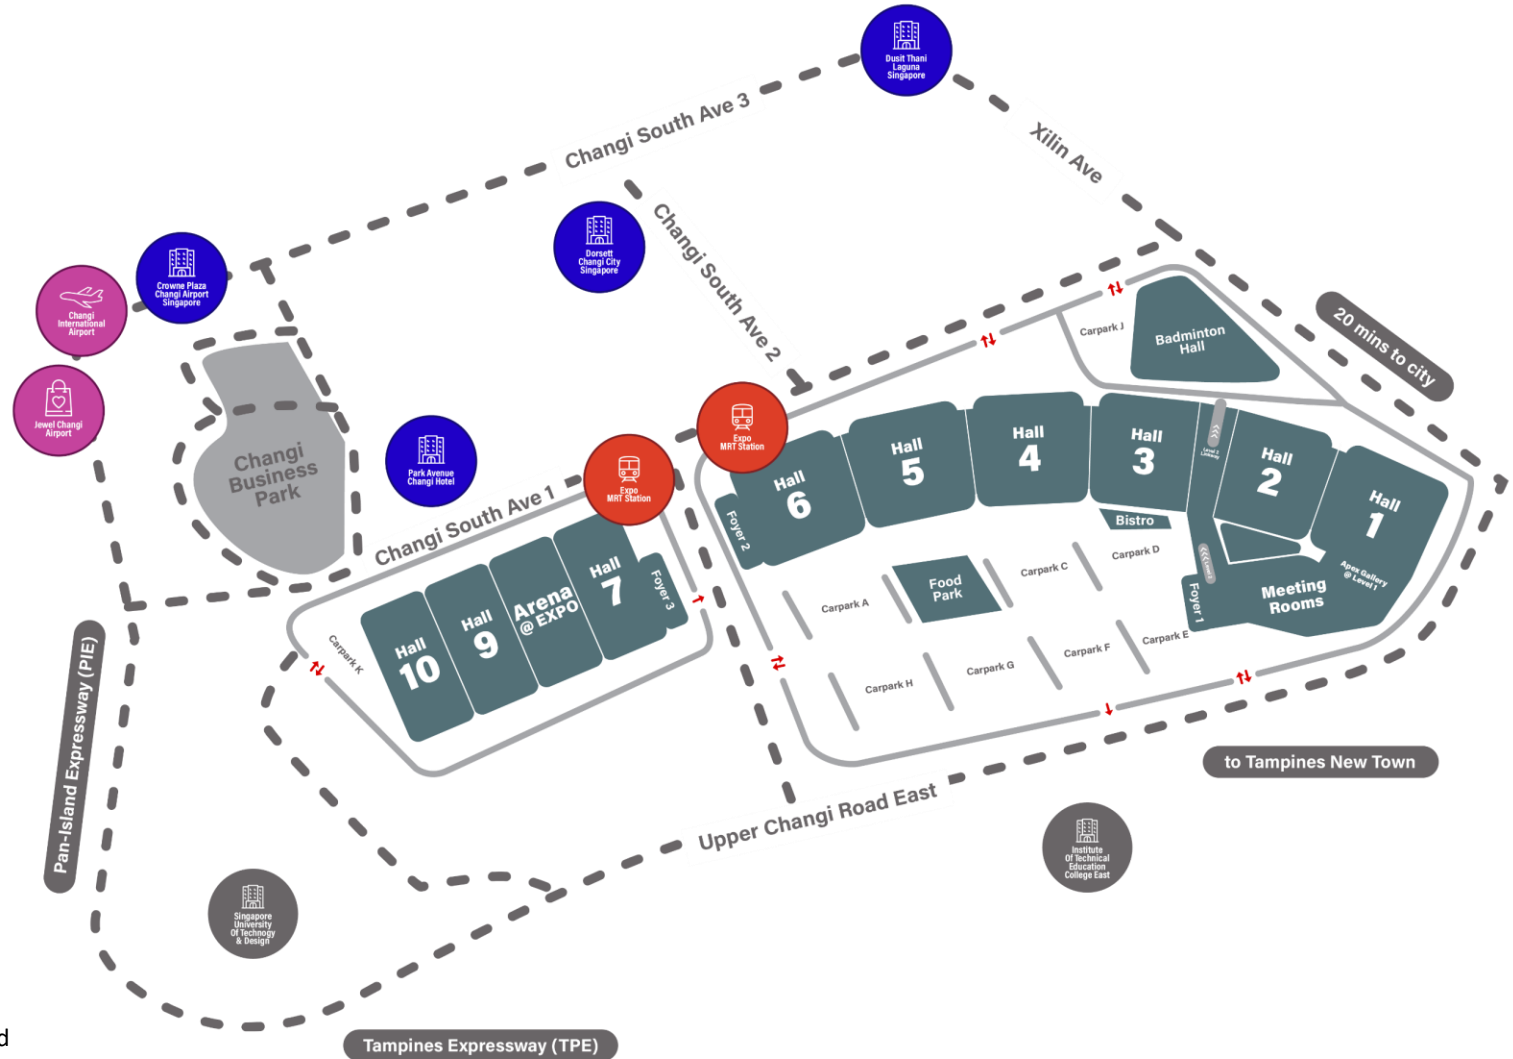 Dusit Thani
Laguna
Singapore
Changi South Ave 3
Xilin Ave
Dorsett
Changi City
Singapore
Changi South Ave 2
Crowne Plaza
Changi Airport
Singapore
Changi
International
Airport
Jewel Changi
Airport
Changi
Business
Park
Park Avenue
Changi Hotel
Changi South Ave 1
Expo
MRT Station
Expo
MRT Station
Carpark J
Badminton
Hall
20 mins to city
Hall
6
Hall
5
Hall
4
Hall
3
Hall
2
Hall
1
Foyer 2
Bistro
Apex Gallery
@ Level 1
Meeting
Rooms
Foyer 1
Food
Park
Carpark A
Carpark C
Carpark D
Carpark E
Carpark F
Carpark G
Carpark H
Hall
7
Foyer 3
Arena
@ EXPO
Hall
9
Hall
10
Carpark K
Pan-Island Expressway (PIE)
to Tampines New Town
Upper Changi Road East
Institute
Of Technical
Education
College East
Singapore
University
Of Technogy
& Design
d
Tampines Expressway (TPE)